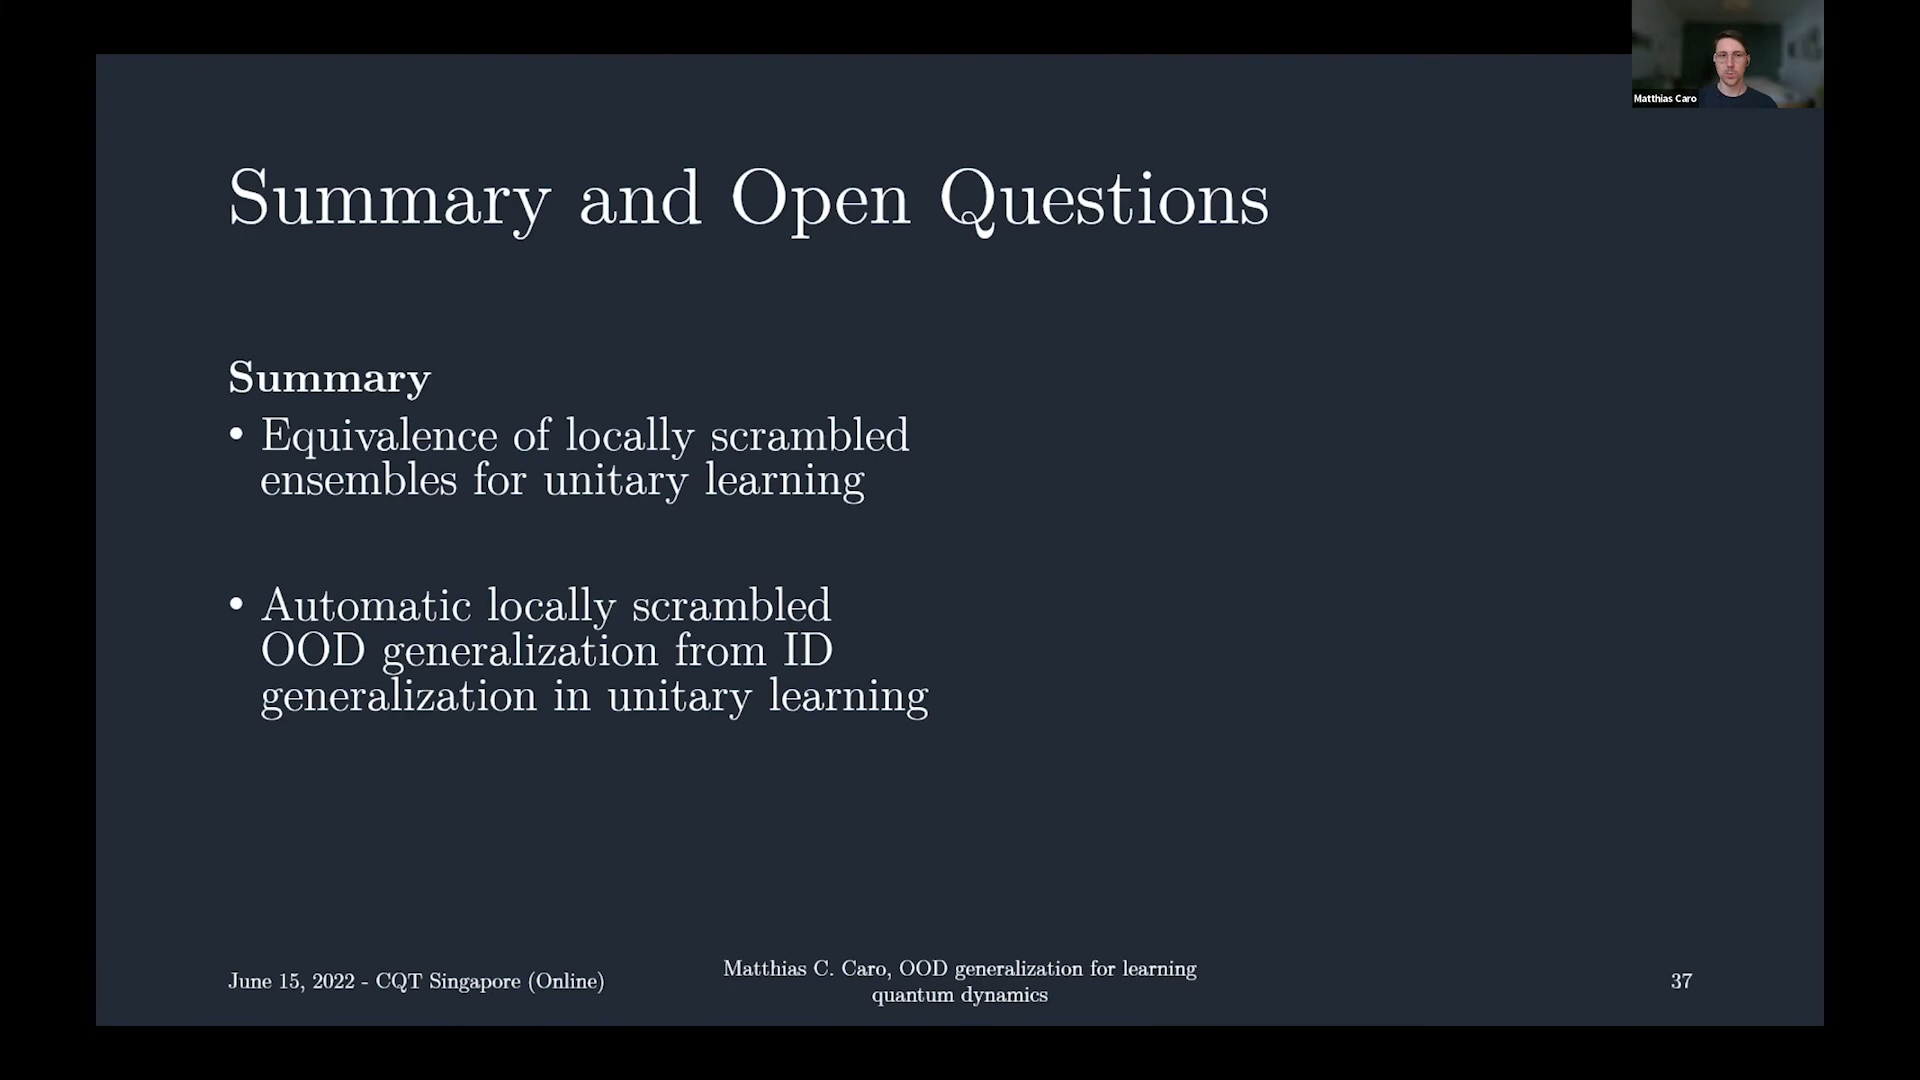 Matthias Caro
Summary and Open Questions
Summary
• Equivalence of locally scrambled
ensembles for unitary learning
• Automatic locally scrambled
OOD generalization from ID
generalization in unitary learning
June 15, 2022 - CQT Singapore (Online)
Matthias C. Caro, OOD generalization for learning
quantum dynamics
37